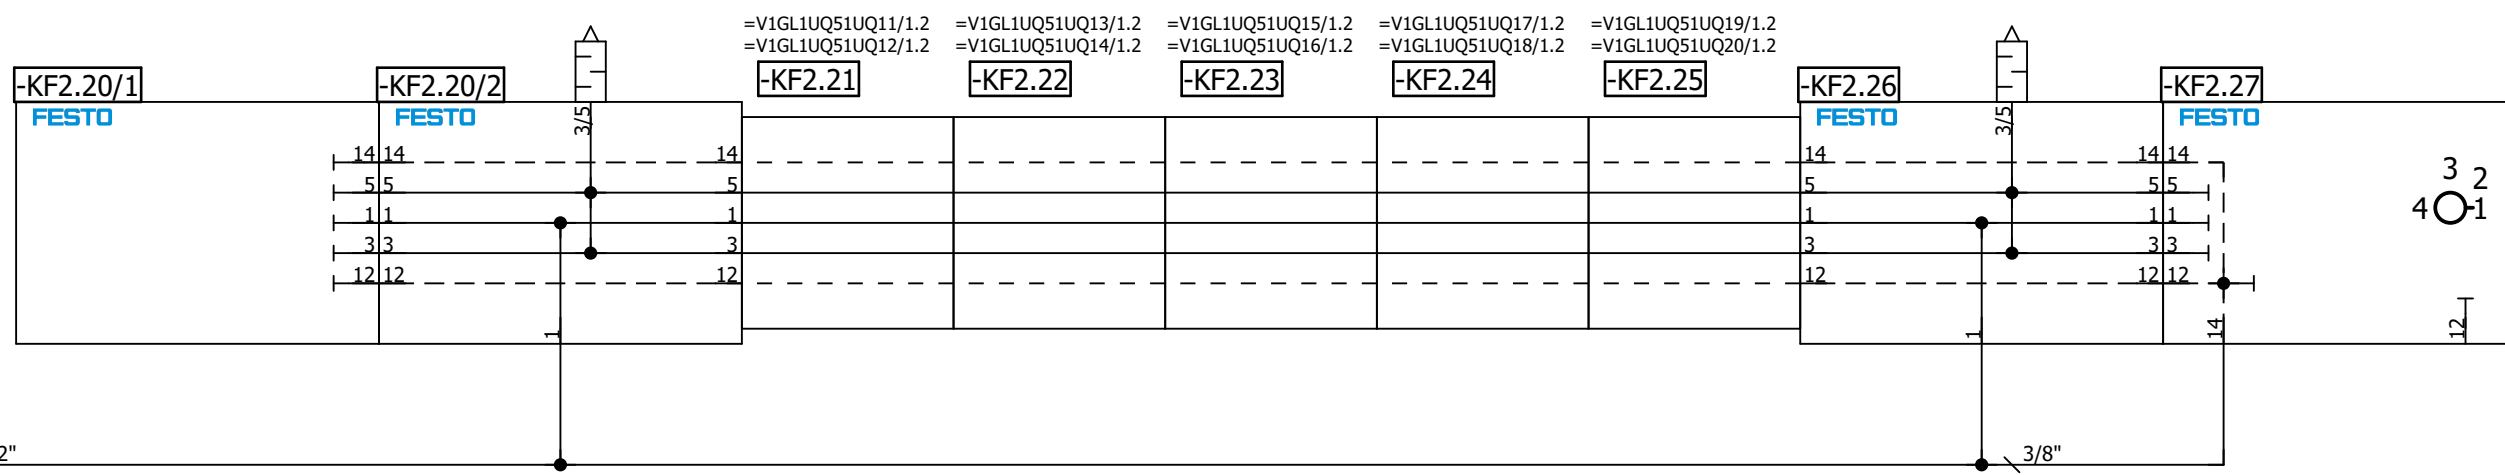 =V1GL1UQ51UQ11/1.2 =V1GL1UQ51UQ13/1.2 =V1GL1UQ51UQ15/1.2 =V1GL1UQ51UQ17/1.2 =V1GL1UQ51UQ19/1.2
=V1GL1UQ51UQ12/1.2 =V1GL1UQ51UQ14/1.2 =V1GL1UQ51UQ16/1.2 =V1GL1UQ51UQ18/1.2 =V1GL1UQ51UQ20/1.2
-KF2.20/1 -KF2.20/2 -KF2.21 -KF2.22 -KF2.23 -KF2.24 -KF2.25 -KF2.26 -KF2.27
FESTO FESTO 3/5 FESTO 3/5 FESTO
14 14 14 14 14 14
5 5 5 5 5 5
1 1 1 1 1 1
3 3 3 3 3 3
12 12 12 12 12 12
3 2
4 1
1 1 14 12
2" 3/8"